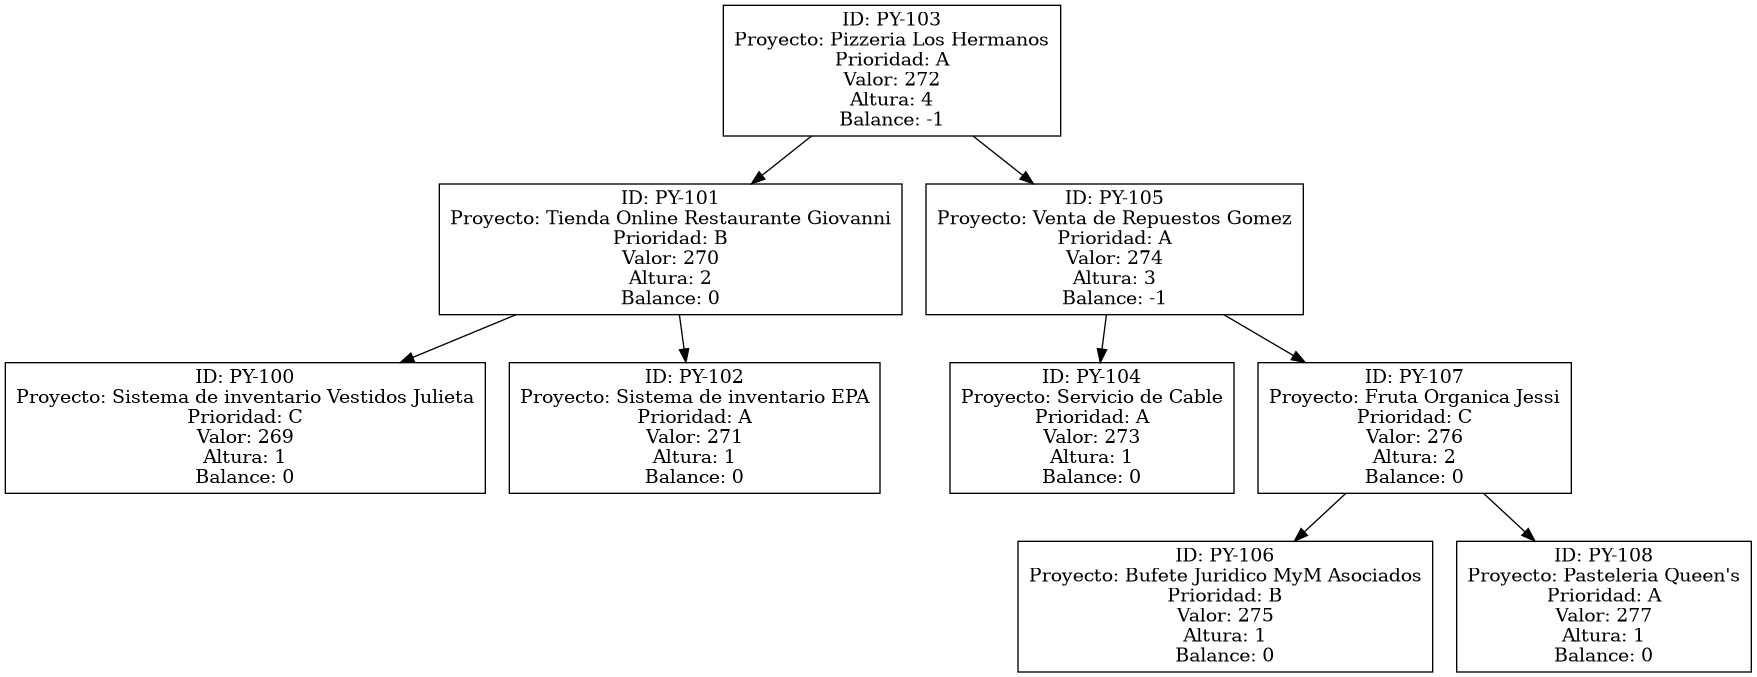 ID: PY-103
Proyecto: Pizzeria Los Hermanos
Prioridad: A
Valor: 272
Altura: 4
Balance: -1
ID: PY-101
Proyecto: Tienda Online Restaurante Giovanni
Prioridad: B
Valor: 270
Altura: 2
Balance: 0
ID: PY-105
Proyecto: Venta de Repuestos Gomez
Prioridad: A
Valor: 274
Altura: 3
Balance: -1
ID: PY-100
Proyecto: Sistema de inventario Vestidos Julieta
Prioridad: C
Valor: 269
Altura: 1
Balance: 0
ID: PY-102
Proyecto: Sistema de inventario EPA
Prioridad: A
Valor: 271
Altura: 1
Balance: 0
ID: PY-104
Proyecto: Servicio de Cable
Prioridad: A
Valor: 273
Altura: 1
Balance: 0
ID: PY-107
Proyecto: Fruta Organica Jessi
Prioridad: C
Valor: 276
Altura: 2
Balance: 0
ID: PY-106
Proyecto: Bufete Juridico MyM Asociados
Prioridad: B
Valor: 275
Altura: 1
Balance: 0
ID: PY-108
Proyecto: Pasteleria Queen's
Prioridad: A
Valor: 277
Altura: 1
Balance: 0